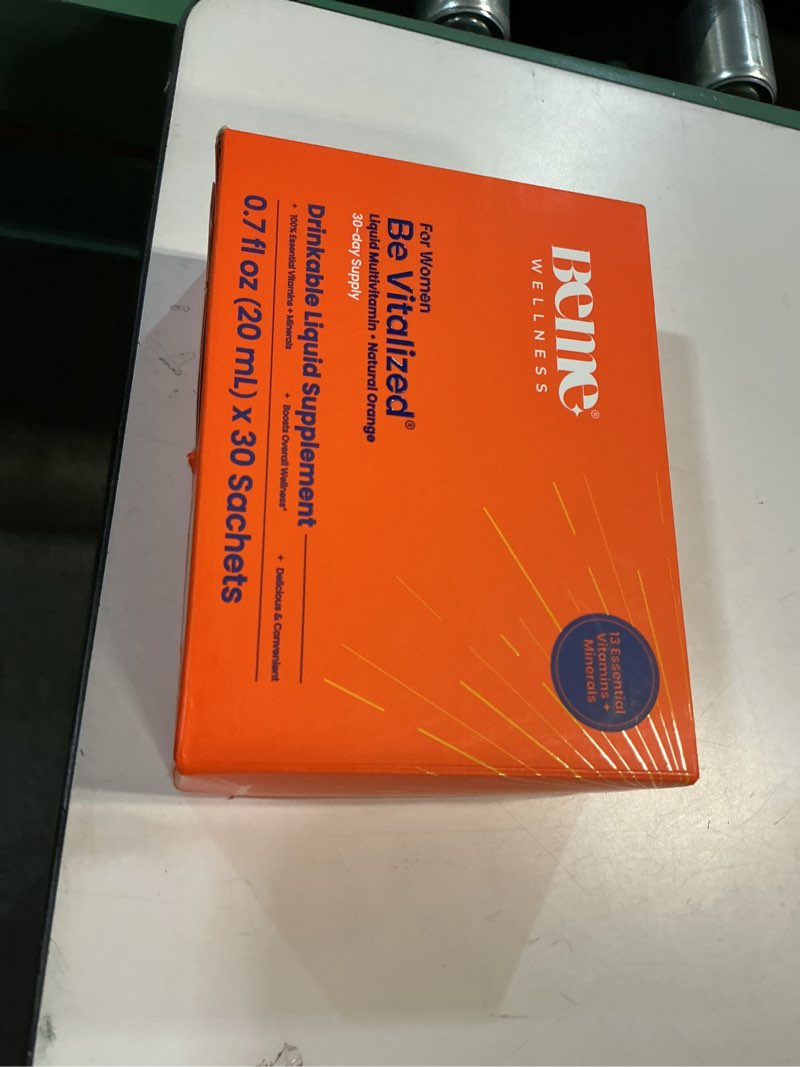 Beme®
WELLNESS
13 Essential
Vitamins +
Minerals
For Women
Be Vitalized®
Liquid Multivitamin • Natural Orange
30-day Supply
Drinkable Liquid Supplement
+ 100% Essential Vitamins + Minerals + Boosts Overall Wellness* + Delicious & Convenient
0.7 fl oz (20 mL) x 30 Sachets